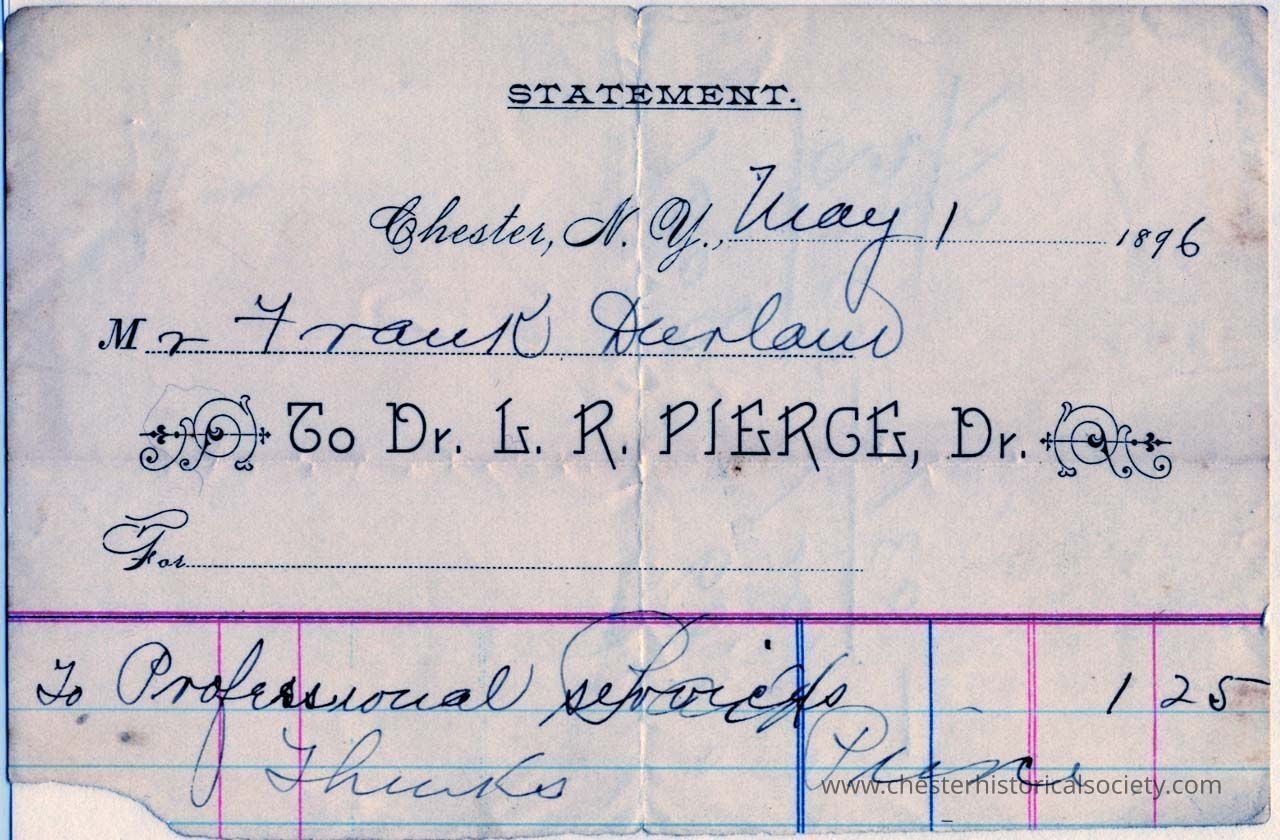 STATEMENT.
Chester, N. Y., May 1 1896
Mr Frank Durland
To Dr. L. R. PIERCE, Dr.
For
To Professional services 1 25
Paid
Thanks Pierce
www.chesterhistoricalsociety.com